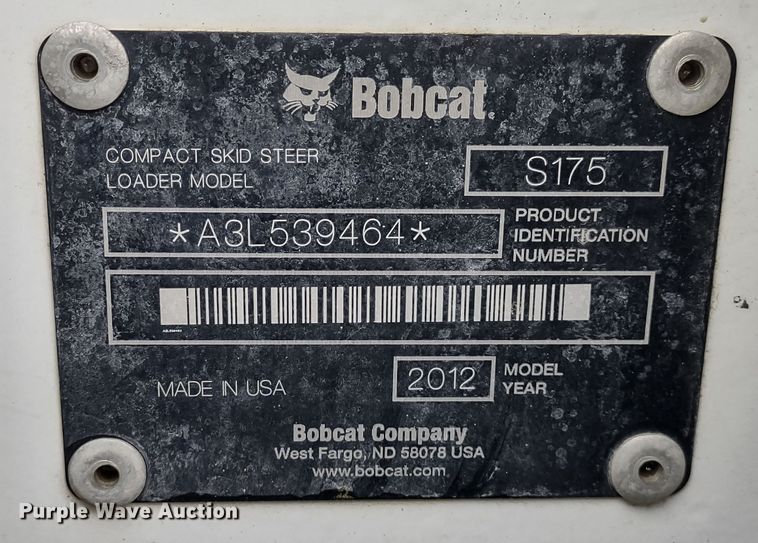 Bobcat.
COMPACT SKID STEER
LOADER MODEL
S175
*A3L539464*
PRODUCT
IDENTIFICATION
NUMBER
MADE IN USA
2012
MODEL
YEAR
Bobcat Company
West Fargo, ND 58078 USA
www.bobcat.com
Purple Wave Auction